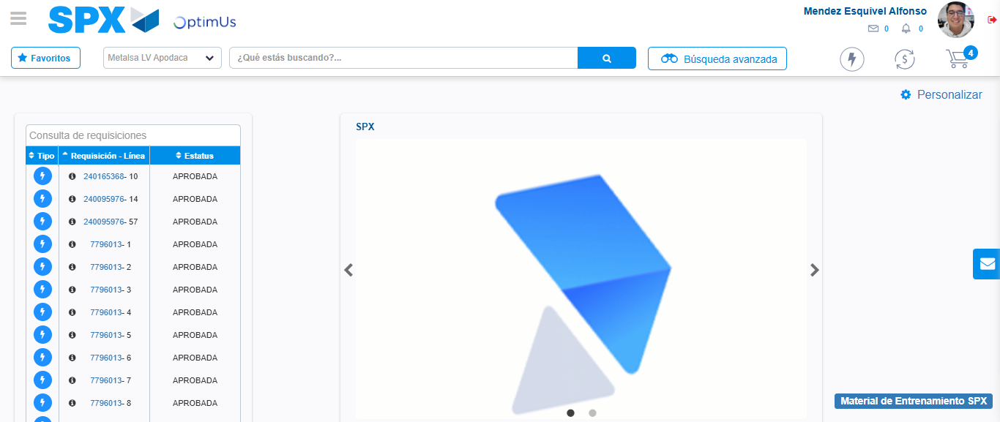 SPX
OptimUs
Mendez Esquivel Alfonso
0
0
Favoritos
Metalsa LV Apodaca
¿Qué estás buscando?...
Búsqueda avanzada
$
4
Personalizar
Consulta de requisiciones
Tipo
Requisición - Línea
Estatus
240165368- 10
APROBADA
240095976- 14
APROBADA
240095976- 57
APROBADA
7796013- 1
APROBADA
7796013- 2
APROBADA
7796013- 3
APROBADA
7796013- 4
APROBADA
7796013- 5
APROBADA
7796013- 6
APROBADA
7796013- 7
APROBADA
7796013- 8
APROBADA
SPX
Material de Entrenamiento SPX